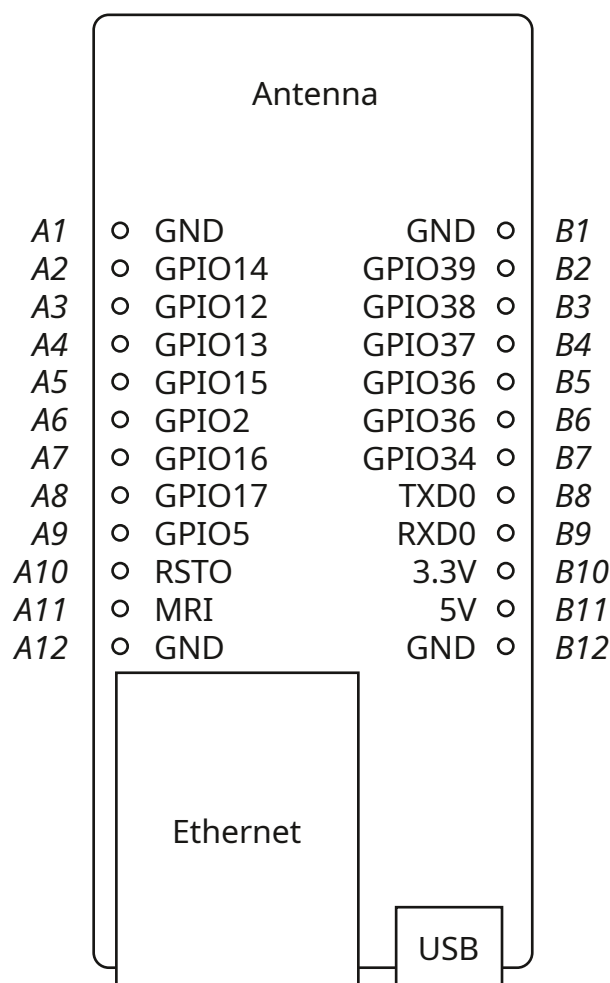 Antenna
A1 GND GND B1
A2 GPIO14 GPIO39 B2
A3 GPIO12 GPIO38 B3
A4 GPIO13 GPIO37 B4
A5 GPIO15 GPIO36 B5
A6 GPIO2 GPIO36 B6
A7 GPIO16 GPIO34 B7
A8 GPIO17 TXD0 B8
A9 GPIO5 RXD0 B9
A10 RSTO 3.3V B10
A11 MRI 5V B11
A12 GND GND B12
Ethernet
USB